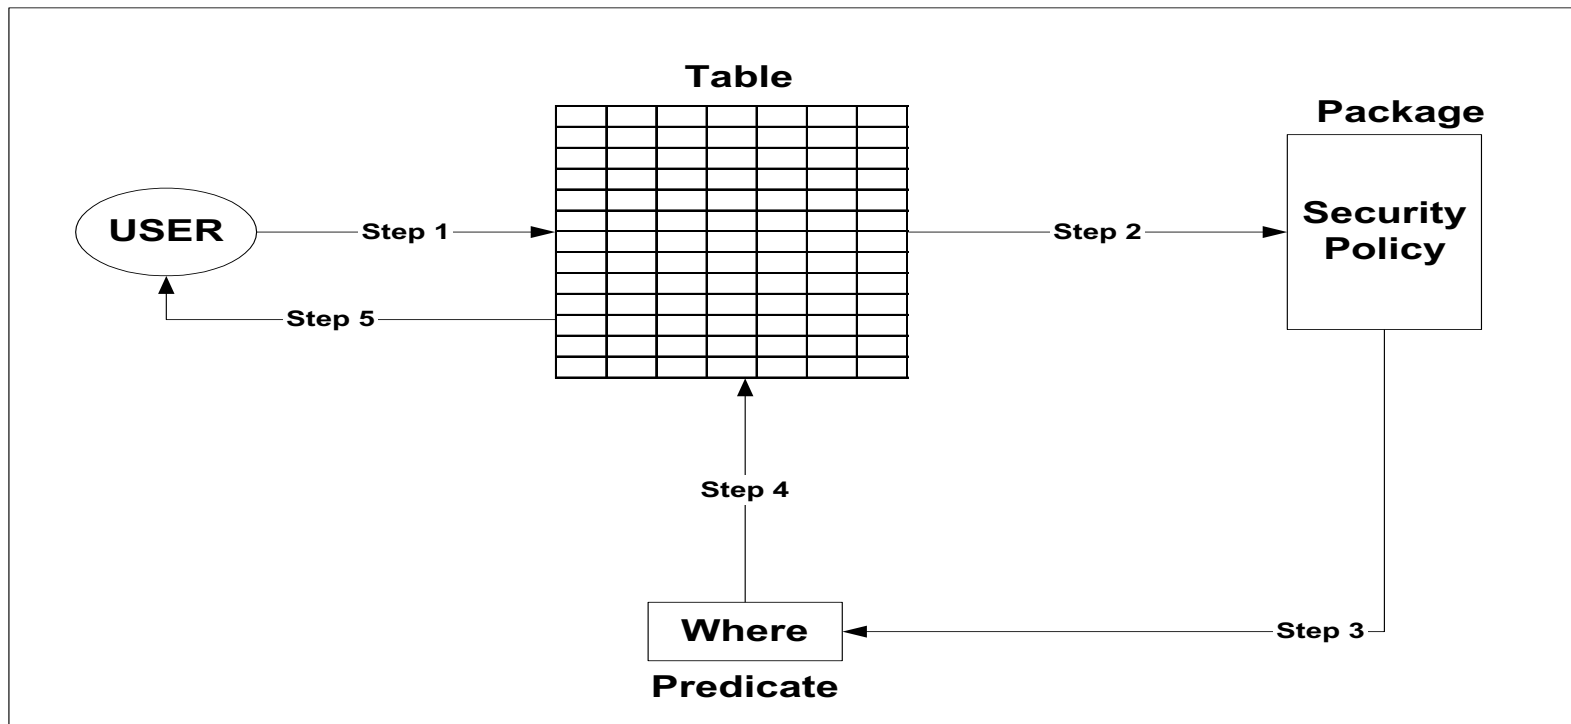 Table
Package
USER
Step 1
Step 2
Security
Policy
Step 5
Step 4
Where
Step 3
Predicate